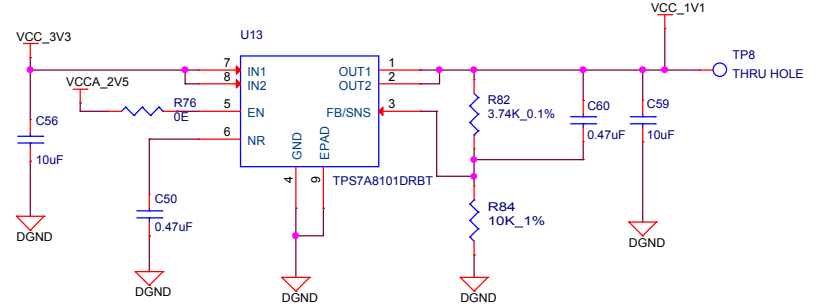 VCC_1V1
U13
VCC_3V3
7 IN1 OUT1 1
8 IN2 OUT2 2
TP8
THRU HOLE
VCCA_2V5
R76
0E
5 EN FB/SNS 3
R82
3.74K_0.1%
C60
0.47uF
C59
10uF
C56
10uF
6 NR
GND
EPAD
4
9
TPS7A8101DRBT
C50
0.47uF
R84
10K_1%
DGND
DGND
DGND
DGND
DGND